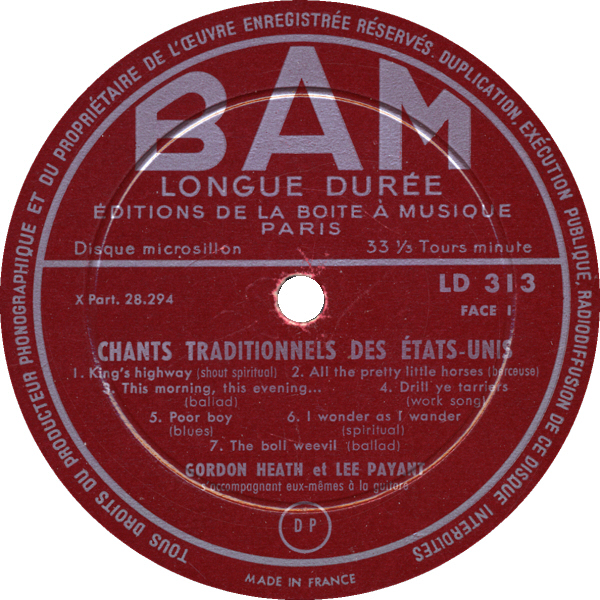 TOUS DROITS DU PRODUCTEUR PHONOGRAPHIQUE ET DU PROPRIÉTAIRE DE L'ŒUVRE ENREGISTRÉE RÉSERVÉS. DUPLICATION, EXÉCUTION PUBLIQUE, RADIODIFFUSION DE CE DISQUE INTERDITES
BAM
LONGUE DURÉE
ÉDITIONS DE LA BOITE À MUSIQUE
PARIS
Disque microsillon 33 1/3 Tours minute
LD 313
X Part. 28.294
FACE I
CHANTS TRADITIONNELS DES ÉTATS-UNIS
1. King's highway (shout spiritual) 2. All the pretty little horses (berceuse)
3. This morning, this evening... 4. Drill ye tarriers
(ballad) (work song)
5. Poor boy 6. I wonder as I wander
(blues) (spiritual)
7. The boll weevil (ballad)
GORDON HEATH et LEE PAYANT
s'accompagnant eux-mêmes à la guitare
DP
MADE IN FRANCE